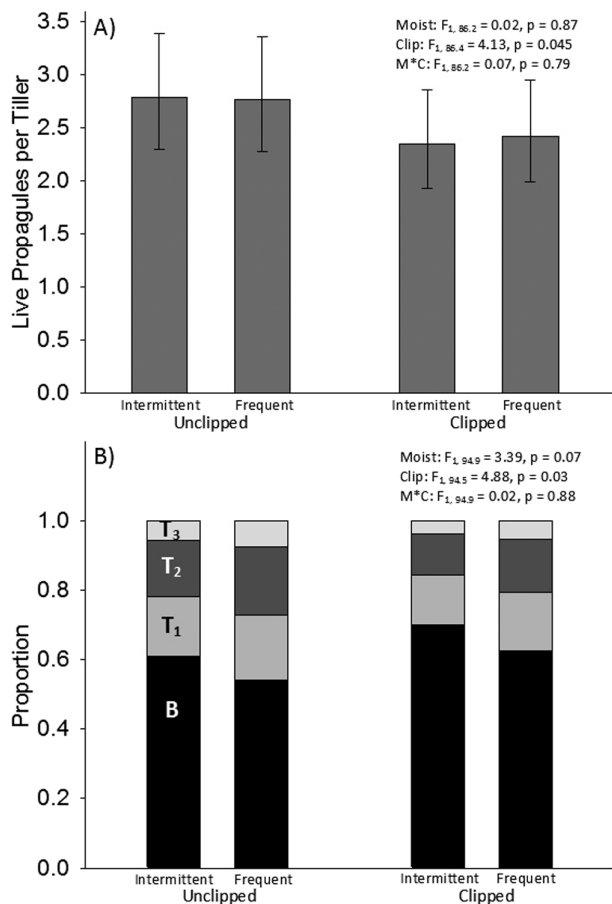 A)
Moist: F1, 86.2 = 0.02, p = 0.87
Clip: F1, 86.4 = 4.13, p = 0.045
M*C: F1, 86.2 = 0.07, p = 0.79
Live Propagules per Tiller
3.5
3.0
2.5
2.0
1.5
1.0
0.5
0.0
Intermittent Frequent Intermittent Frequent
Unclipped Clipped
B)
Moist: F1, 94.9 = 3.39, p = 0.07
Clip: F1, 94.5 = 4.88, p = 0.03
M*C: F1, 94.9 = 0.02, p = 0.88
Proportion
1.0
0.8
0.6
0.4
0.2
0.0
T3
T2
T1
B
Intermittent Frequent Intermittent Frequent
Unclipped Clipped